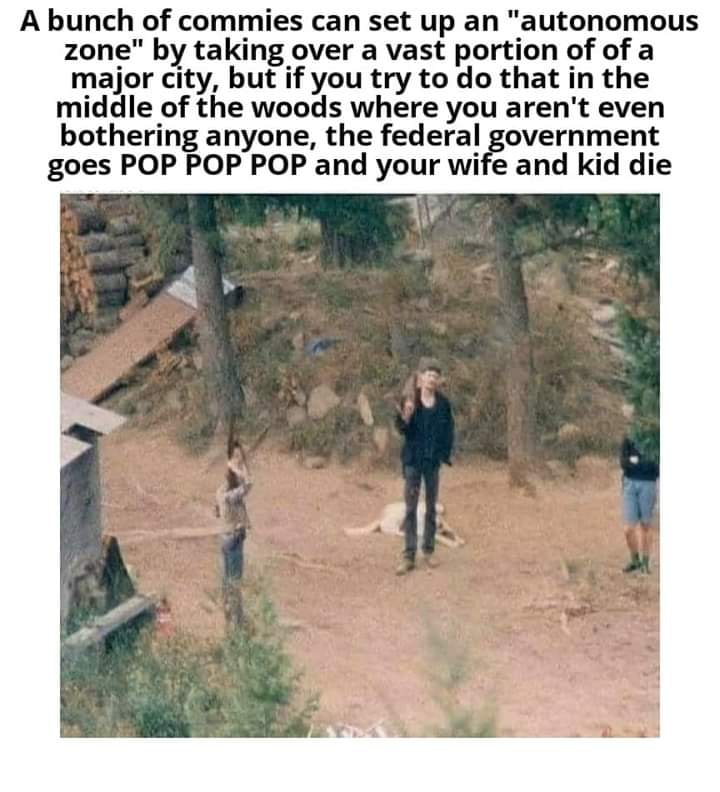 A bunch of commies can set up an "autonomous
zone" by taking over a vast portion of of a
major city, but if you try to do that in the
middle of the woods where you aren't even
bothering anyone, the federal government
goes POP POP POP and your wife and kid die